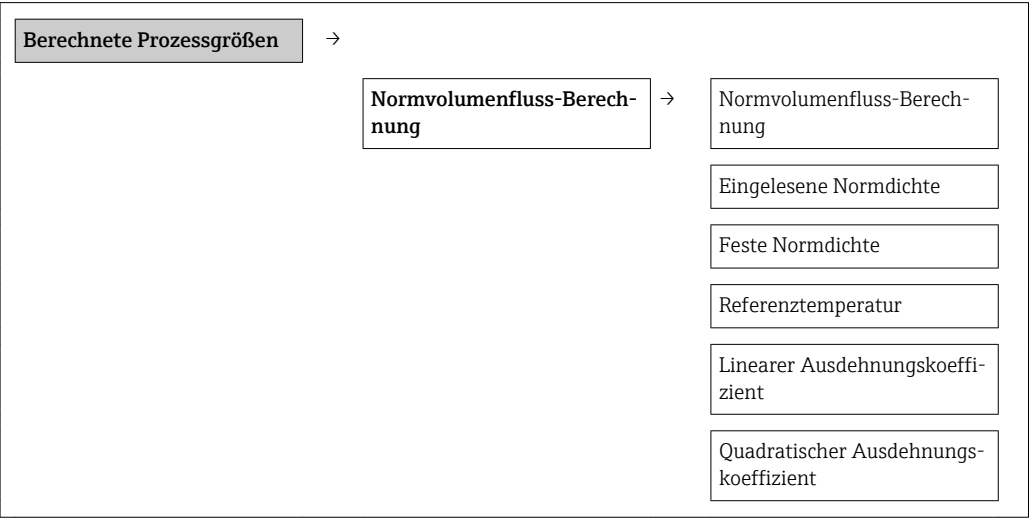 Berechnete Prozessgrößen →
Normvolumenfluss-Berech-
nung
→
Normvolumenfluss-Berech-
nung
Eingelesene Normdichte
Feste Normdichte
Referenztemperatur
Linearer Ausdehnungskoeffi-
zient
Quadratischer Ausdehnungs-
koeffizient